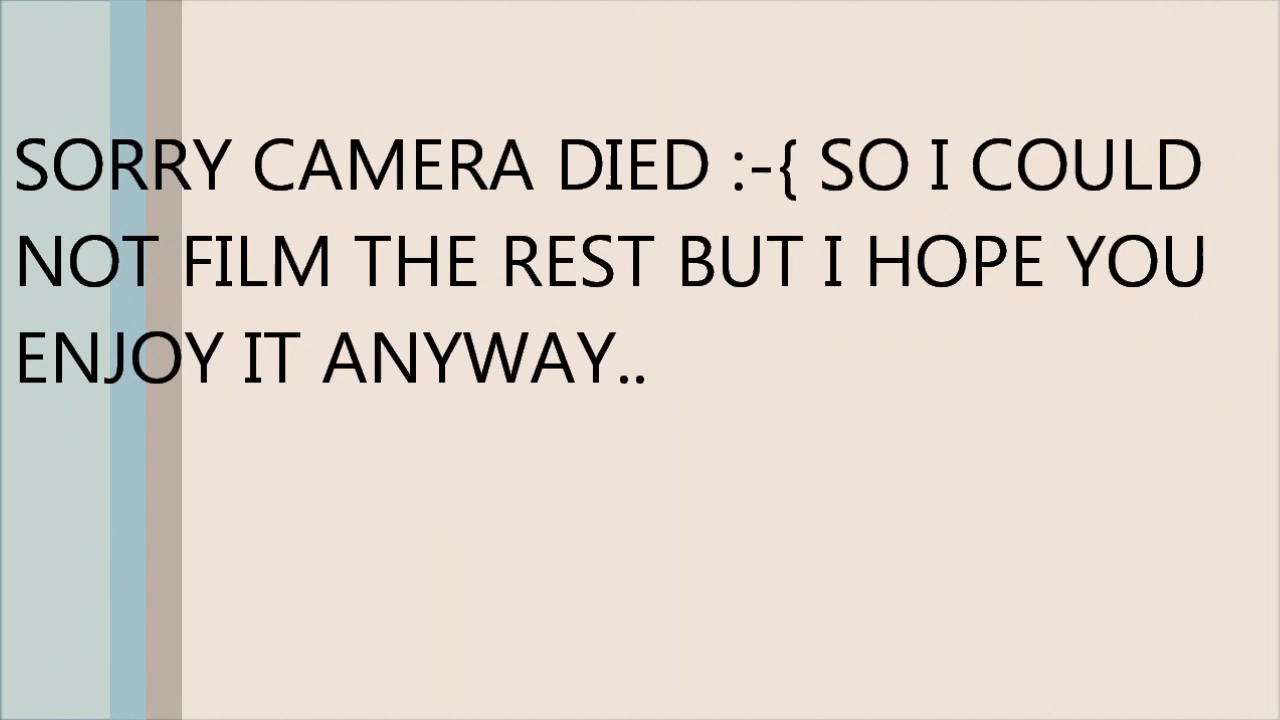 SORRY CAMERA DIED :-{ SO I COULD
NOT FILM THE REST BUT I HOPE YOU
ENJOY IT ANYWAY..